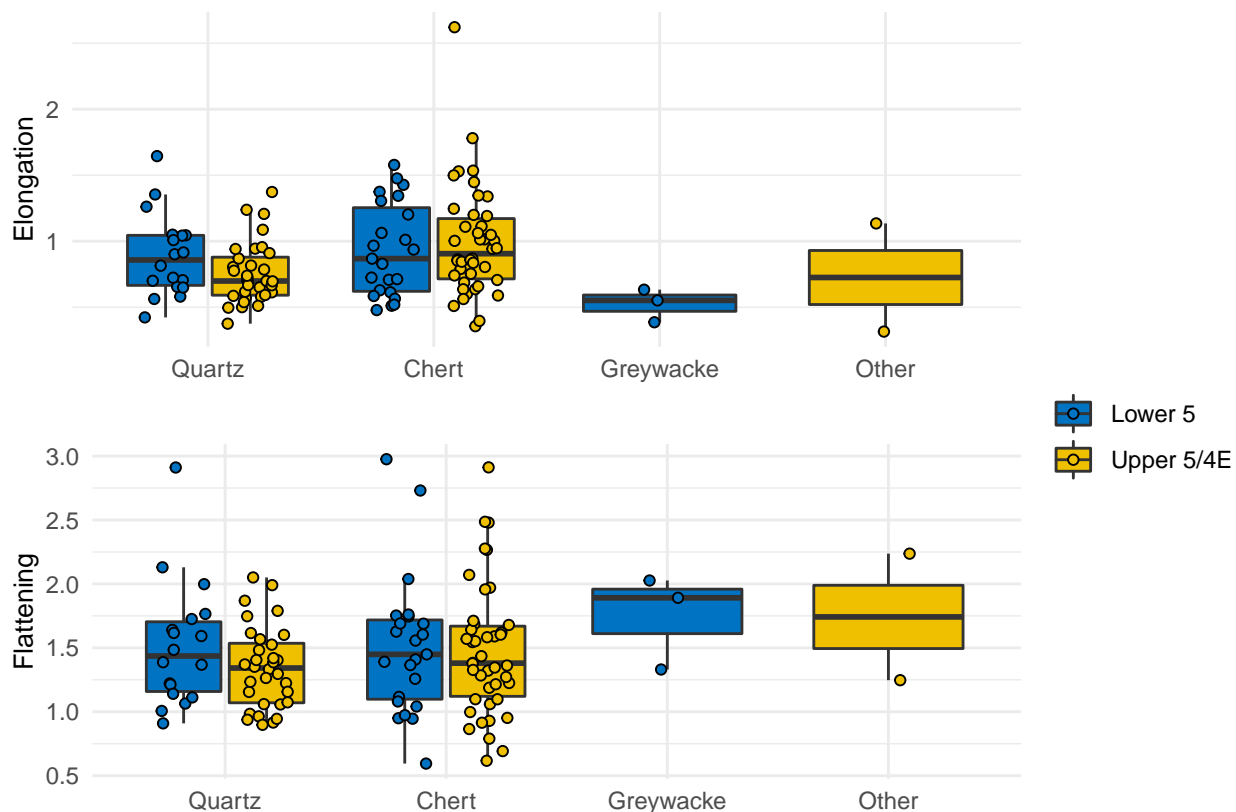 Elongation
2
1
Quartz Chert Greywacke Other
Lower 5
Upper 5/4E
Flattening
3.0
2.5
2.0
1.5
1.0
0.5
Quartz Chert Greywacke Other